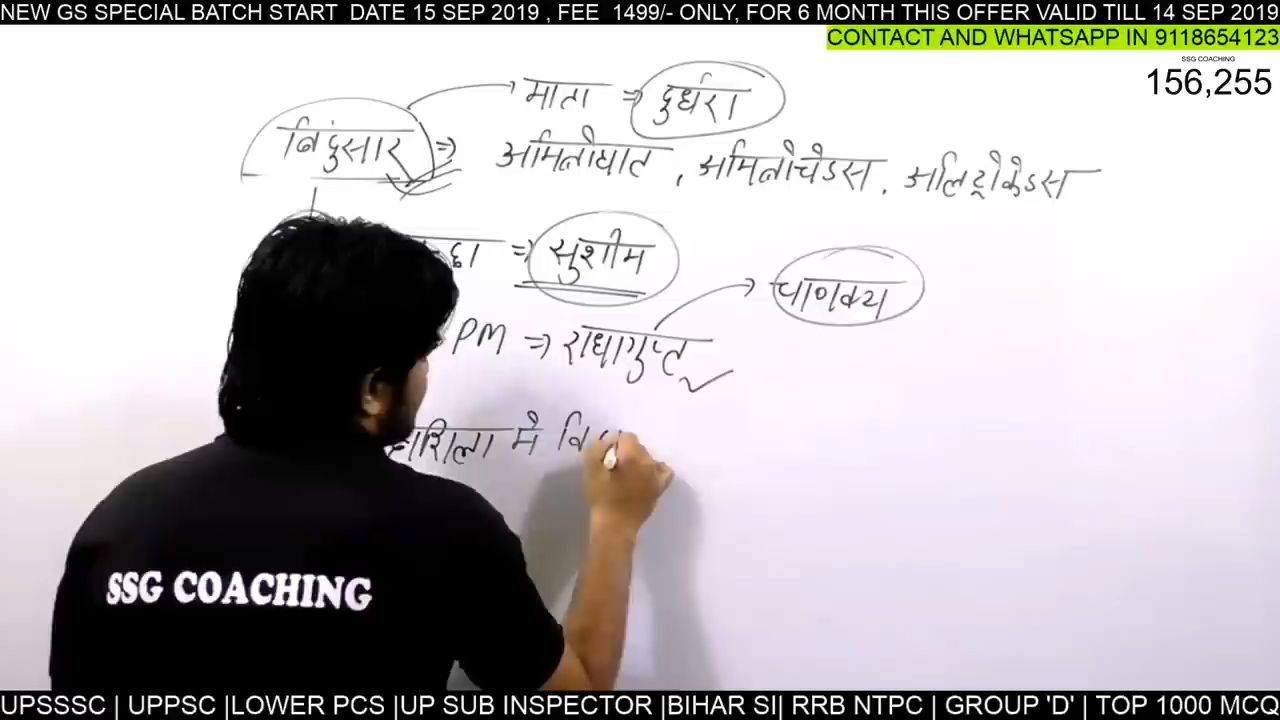 NEW GS SPECIAL BATCH START DATE 15 SEP 2019 , FEE 1499/- ONLY, FOR 6 MONTH THIS OFFER VALID TILL 14 SEP 2019
CONTACT AND WHATSAPP IN 9118654123
SSG COACHING
156,255
माता ⇒ दुर्धरा
बिंदुसार ⇒ अमितोघात , अमितोचेडस , अलिट्रोकेडस
⇒ सुशीम
चाणक्य
PM ⇒ राधागुप्त
में
SSG COACHING
UPSSSC | UPPSC |LOWER PCS |UP SUB INSPECTOR |BIHAR SI| RRB NTPC | GROUP 'D' | TOP 1000 MCQ